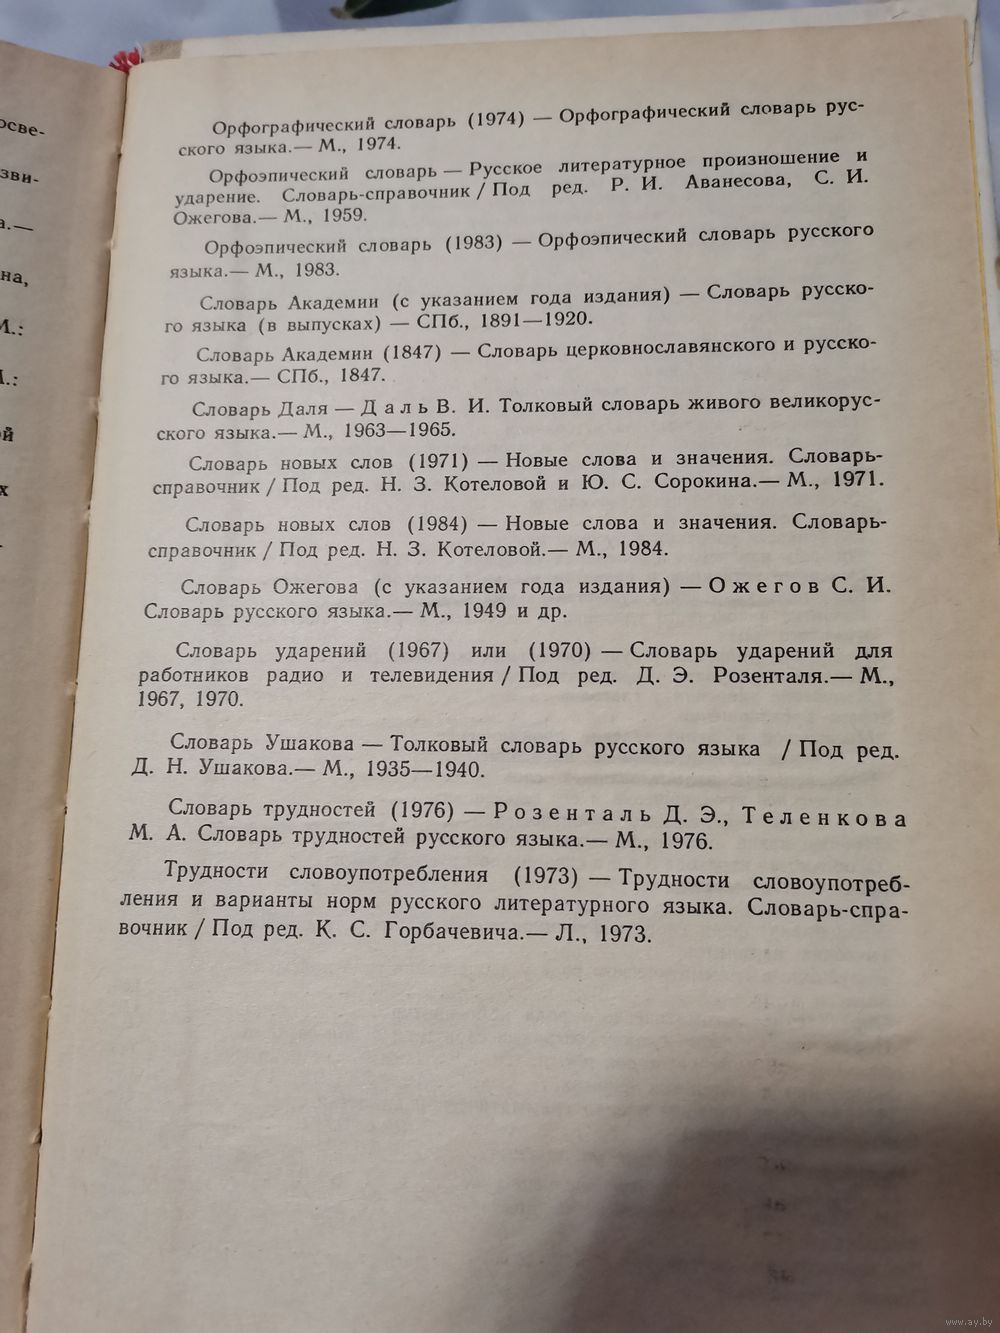 осве-
зви-
а.—
на,
М.:
й
х
Орфографический словарь (1974) — Орфографический словарь рус-
ского языка.— М., 1974.
Орфоэпический словарь — Русское литературное произношение и
ударение. Словарь-справочник / Под ред. Р. И. Аванесова, С. И.
Ожегова.— М., 1959.
Орфоэпический словарь (1983) — Орфоэпический словарь русского
языка.— М., 1983.
Словарь Академии (с указанием года издания) — Словарь русско-
го языка (в выпусках) — СПб., 1891—1920.
Словарь Академии (1847) — Словарь церковнославянского и русско-
го языка.— СПб., 1847.
Словарь Даля — Даль В. И. Толковый словарь живого великорус-
ского языка.— М., 1963—1965.
Словарь новых слов (1971) — Новые слова и значения. Словарь-
справочник / Под ред. Н. З. Котеловой и Ю. С. Сорокина.— М., 1971.
Словарь новых слов (1984) — Новые слова и значения. Словарь-
справочник / Под ред. Н. З. Котеловой.— М., 1984.
Словарь Ожегова (с указанием года издания) — Ожегов С. И.
Словарь русского языка.— М., 1949 и др.
Словарь ударений (1967) или (1970) — Словарь ударений для
работников радио и телевидения / Под ред. Д. Э. Розенталя.— М.,
1967, 1970.
Словарь Ушакова — Толковый словарь русского языка / Под ред.
Д. Н. Ушакова.— М., 1935—1940.
Словарь трудностей (1976) — Розенталь Д. Э., Теленкова
М. А. Словарь трудностей русского языка.— М., 1976.
Трудности словоупотребления (1973) — Трудности словоупотреб-
ления и варианты норм русского литературного языка. Словарь-спра-
вочник / Под ред. К. С. Горбачевича.— Л., 1973.
www.ay.by